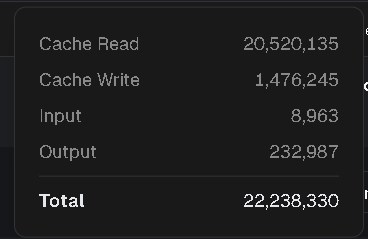 Cache Read 20,520,135
Cache Write 1,476,245
Input 8,963
Output 232,987
Total 22,238,330